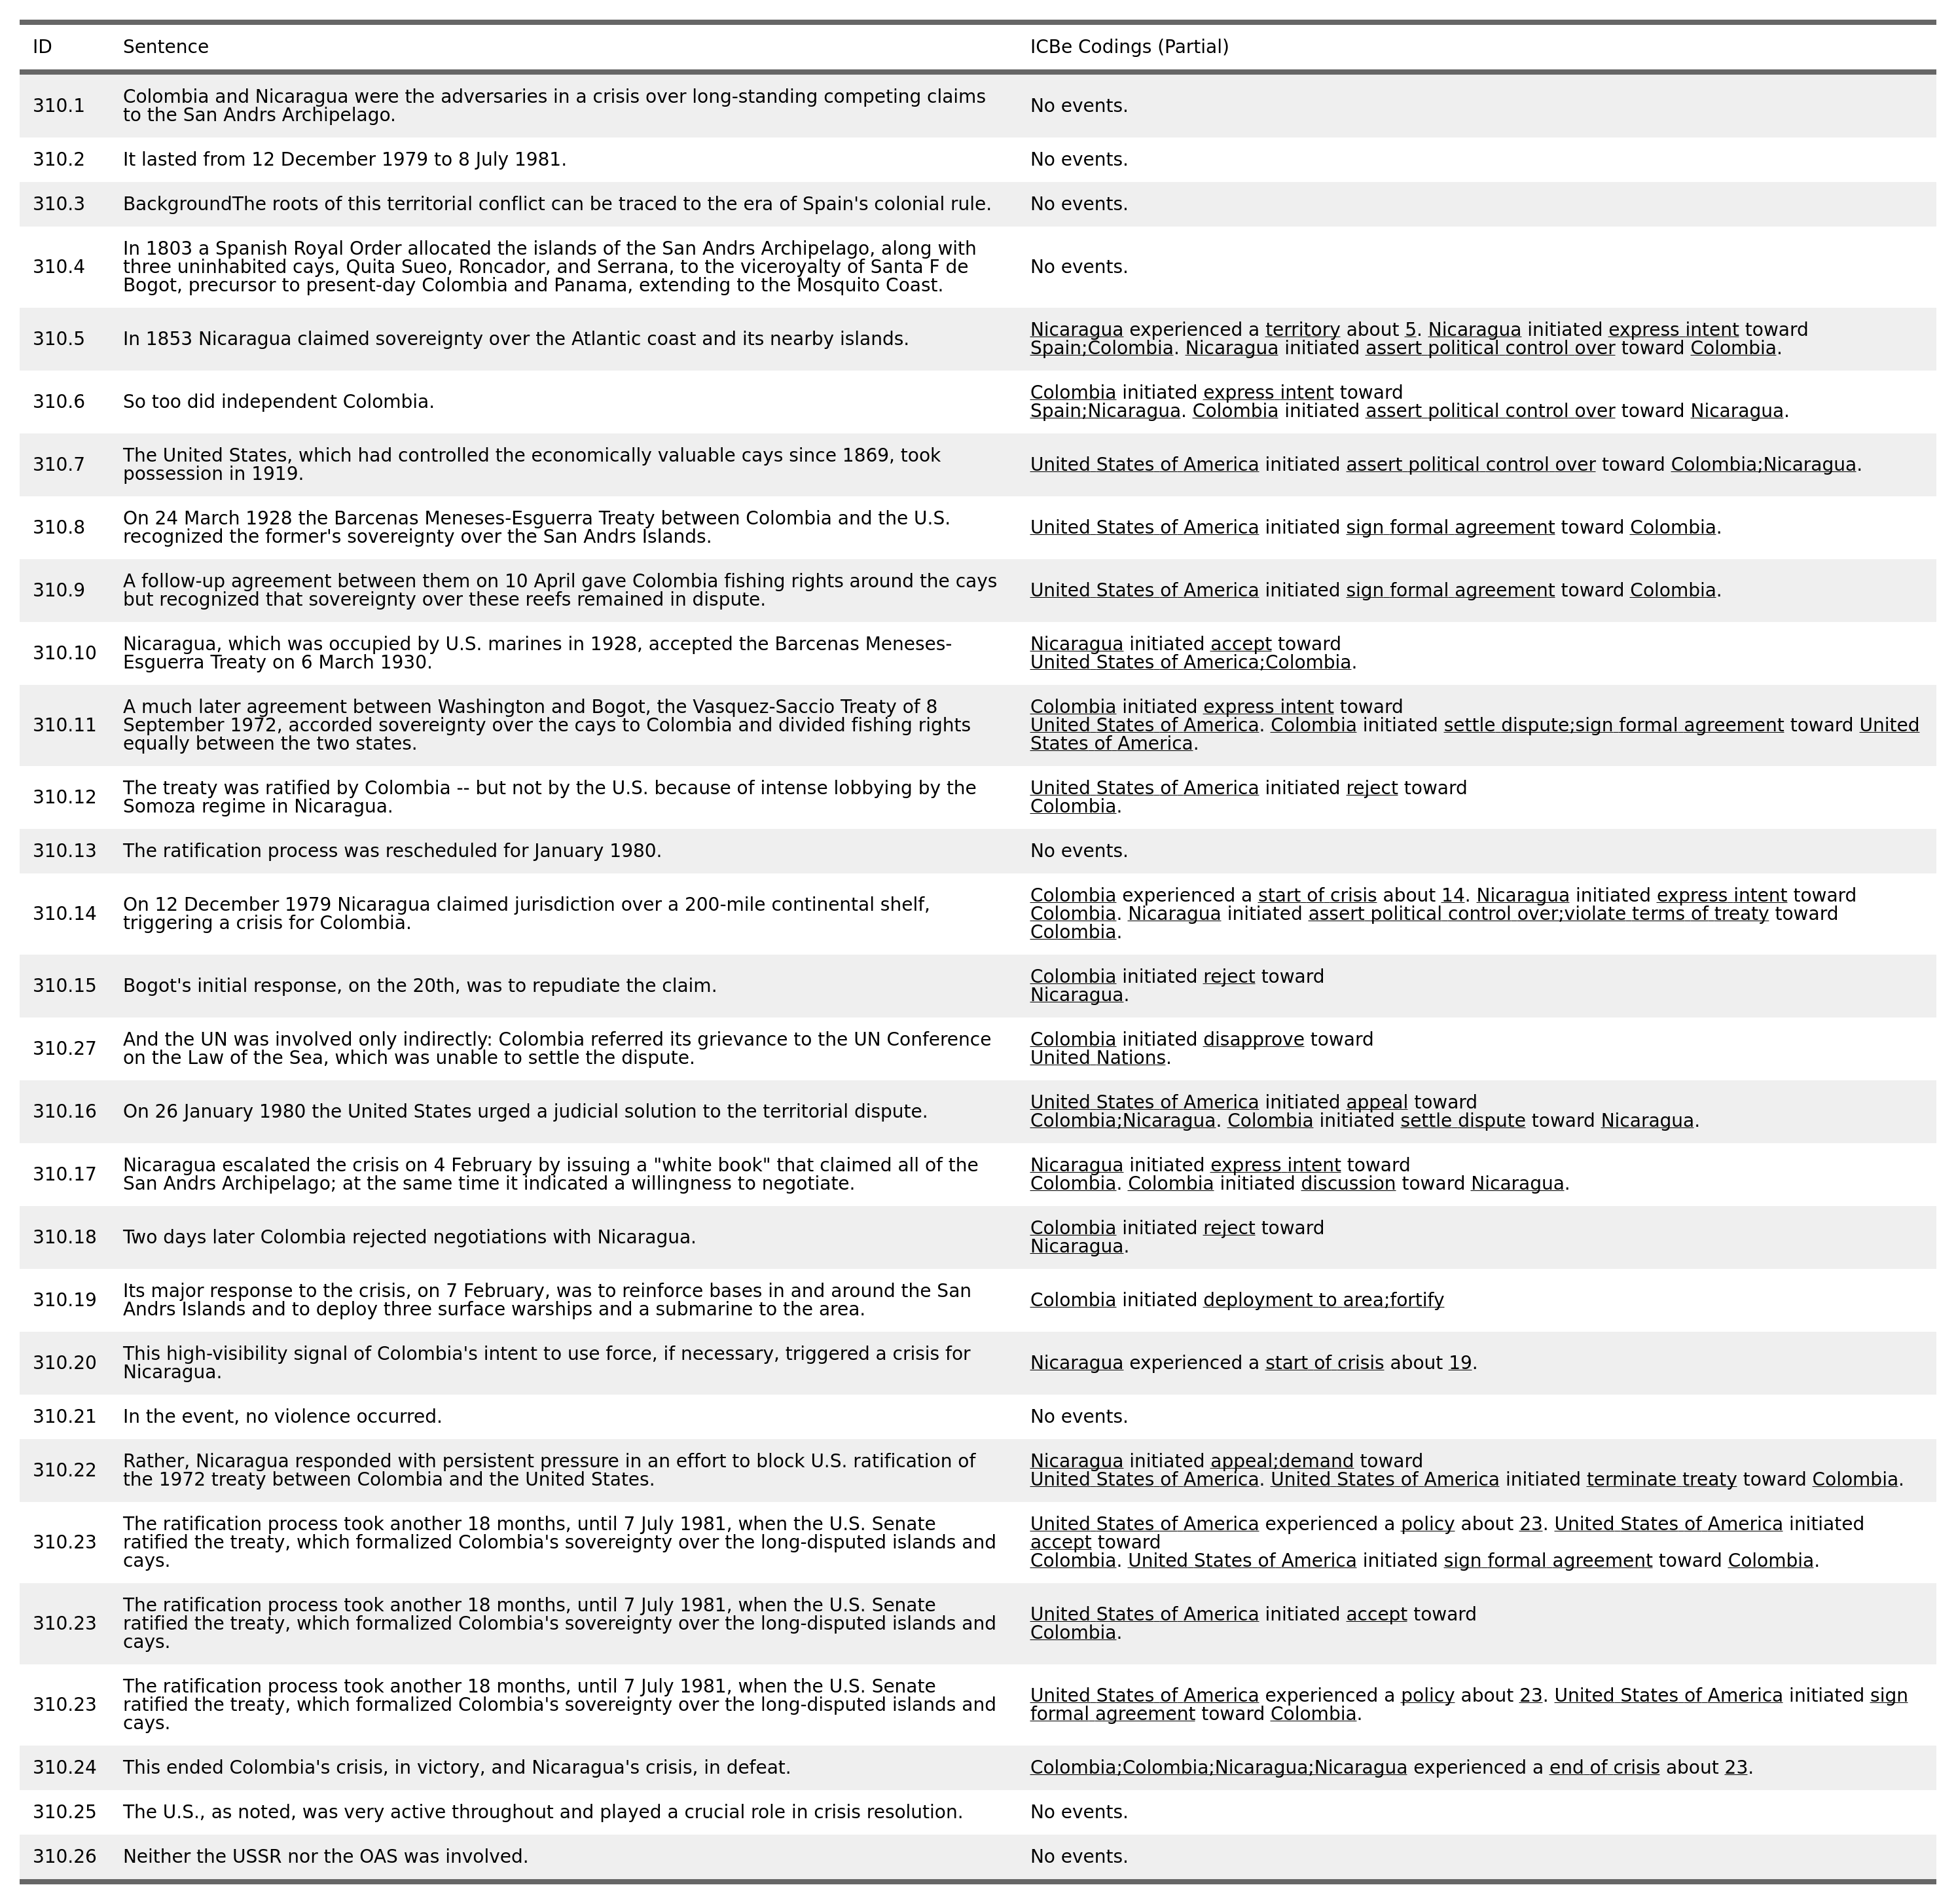 ID Sentence ICBe Codings (Partial)
310.1 Colombia and Nicaragua were the adversaries in a crisis over long-standing competing claims
to the San Andrs Archipelago. No events.
310.2 It lasted from 12 December 1979 to 8 July 1981. No events.
310.3 BackgroundThe roots of this territorial conflict can be traced to the era of Spain's colonial rule. No events.
310.4 In 1803 a Spanish Royal Order allocated the islands of the San Andrs Archipelago, along with
three uninhabited cays, Quita Sueo, Roncador, and Serrana, to the viceroyalty of Santa F de
Bogot, precursor to present-day Colombia and Panama, extending to the Mosquito Coast. No events.
310.5 In 1853 Nicaragua claimed sovereignty over the Atlantic coast and its nearby islands.
Nicaragua experienced a territory about 5. Nicaragua initiated express intent toward
Spain;Colombia. Nicaragua initiated assert political control over toward Colombia.
310.6 So too did independent Colombia.
Colombia initiated express intent toward
Spain;Nicaragua. Colombia initiated assert political control over toward Nicaragua.
310.7 The United States, which had controlled the economically valuable cays since 1869, took
possession in 1919.
United States of America initiated assert political control over toward Colombia;Nicaragua.
310.8 On 24 March 1928 the Barcenas Meneses-Esguerra Treaty between Colombia and the U.S.
recognized the former's sovereignty over the San Andrs Islands.
United States of America initiated sign formal agreement toward Colombia.
310.9 A follow-up agreement between them on 10 April gave Colombia fishing rights around the cays
but recognized that sovereignty over these reefs remained in dispute.
United States of America initiated sign formal agreement toward Colombia.
310.10 Nicaragua, which was occupied by U.S. marines in 1928, accepted the Barcenas Meneses-
Esguerra Treaty on 6 March 1930.
Nicaragua initiated accept toward
United States of America;Colombia.
310.11 A much later agreement between Washington and Bogot, the Vasquez-Saccio Treaty of 8
September 1972, accorded sovereignty over the cays to Colombia and divided fishing rights
equally between the two states.
Colombia initiated express intent toward
United States of America. Colombia initiated settle dispute;sign formal agreement toward United
States of America.
310.12 The treaty was ratified by Colombia -- but not by the U.S. because of intense lobbying by the
Somoza regime in Nicaragua.
United States of America initiated reject toward
Colombia.
310.13 The ratification process was rescheduled for January 1980. No events.
310.14 On 12 December 1979 Nicaragua claimed jurisdiction over a 200-mile continental shelf,
triggering a crisis for Colombia.
Colombia experienced a start of crisis about 14. Nicaragua initiated express intent toward
Colombia. Nicaragua initiated assert political control over;violate terms of treaty toward
Colombia.
310.15 Bogot's initial response, on the 20th, was to repudiate the claim.
Colombia initiated reject toward
Nicaragua.
310.27 And the UN was involved only indirectly: Colombia referred its grievance to the UN Conference
on the Law of the Sea, which was unable to settle the dispute.
Colombia initiated disapprove toward
United Nations.
310.16 On 26 January 1980 the United States urged a judicial solution to the territorial dispute.
United States of America initiated appeal toward
Colombia;Nicaragua. Colombia initiated settle dispute toward Nicaragua.
310.17 Nicaragua escalated the crisis on 4 February by issuing a "white book" that claimed all of the
San Andrs Archipelago; at the same time it indicated a willingness to negotiate.
Nicaragua initiated express intent toward
Colombia. Colombia initiated discussion toward Nicaragua.
310.18 Two days later Colombia rejected negotiations with Nicaragua.
Colombia initiated reject toward
Nicaragua.
310.19 Its major response to the crisis, on 7 February, was to reinforce bases in and around the San
Andrs Islands and to deploy three surface warships and a submarine to the area.
Colombia initiated deployment to area;fortify
310.20 This high-visibility signal of Colombia's intent to use force, if necessary, triggered a crisis for
Nicaragua.
Nicaragua experienced a start of crisis about 19.
310.21 In the event, no violence occurred. No events.
310.22 Rather, Nicaragua responded with persistent pressure in an effort to block U.S. ratification of
the 1972 treaty between Colombia and the United States.
Nicaragua initiated appeal;demand toward
United States of America. United States of America initiated terminate treaty toward Colombia.
310.23 The ratification process took another 18 months, until 7 July 1981, when the U.S. Senate
ratified the treaty, which formalized Colombia's sovereignty over the long-disputed islands and
cays.
United States of America experienced a policy about 23. United States of America initiated
accept toward
Colombia. United States of America initiated sign formal agreement toward Colombia.
310.23 The ratification process took another 18 months, until 7 July 1981, when the U.S. Senate
ratified the treaty, which formalized Colombia's sovereignty over the long-disputed islands and
cays.
United States of America initiated accept toward
Colombia.
310.23 The ratification process took another 18 months, until 7 July 1981, when the U.S. Senate
ratified the treaty, which formalized Colombia's sovereignty over the long-disputed islands and
cays.
United States of America experienced a policy about 23. United States of America initiated sign
formal agreement toward Colombia.
310.24 This ended Colombia's crisis, in victory, and Nicaragua's crisis, in defeat.
Colombia;Colombia;Nicaragua;Nicaragua experienced a end of crisis about 23.
310.25 The U.S., as noted, was very active throughout and played a crucial role in crisis resolution. No events.
310.26 Neither the USSR nor the OAS was involved. No events.